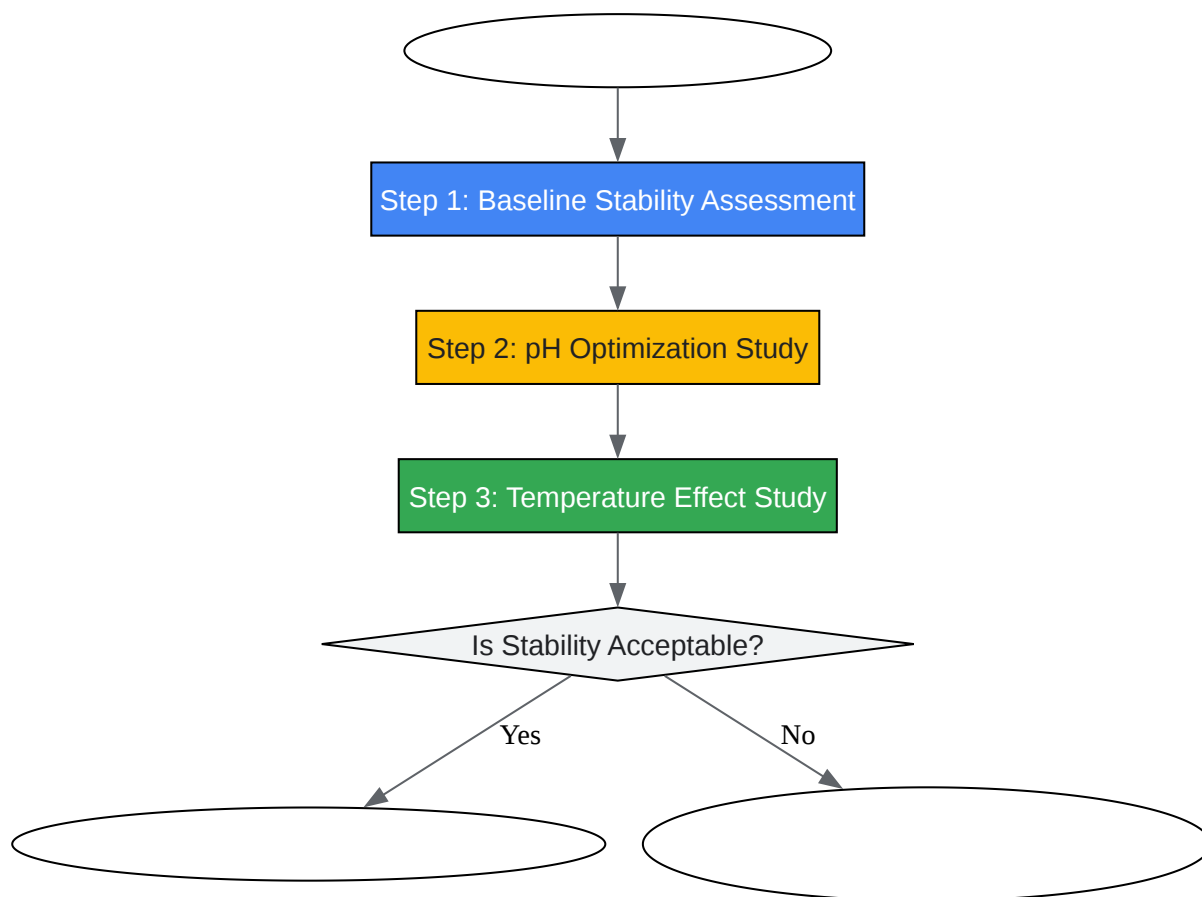 Step 1: Baseline Stability Assessment
Step 2: pH Optimization Study
Step 3: Temperature Effect Study
Is Stability Acceptable?
Yes
No